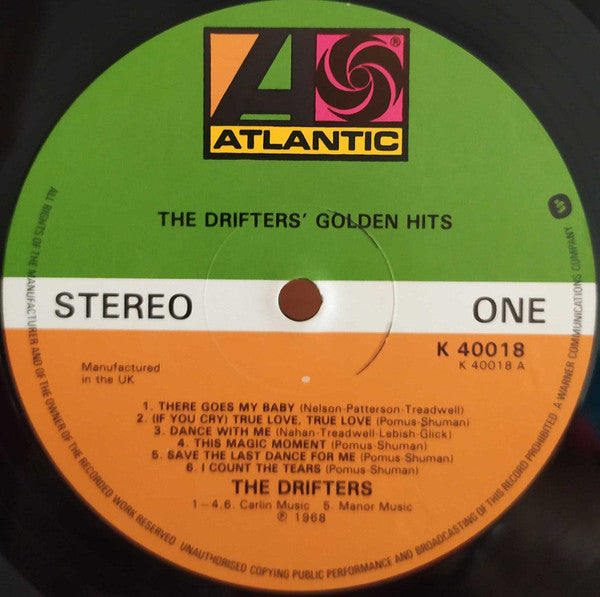 ATLANTIC
®
THE DRIFTERS' GOLDEN HITS
STEREO
ONE
K 40018
K 40018 A
Manufactured
in the UK
1. THERE GOES MY BABY (Nelson-Patterson-Treadwell)
2. (IF YOU CRY) TRUE LOVE, TRUE LOVE (Pomus-Shuman)
3. DANCE WITH ME (Nahan-Treadwell-Lebish-Glick)
4. THIS MAGIC MOMENT (Pomus-Shuman)
5. SAVE THE LAST DANCE FOR ME (Pomus-Shuman)
6. I COUNT THE TEARS (Pomus-Shuman)
THE DRIFTERS
1-4,6. Carlin Music 5. Manor Music
℗ 1968
ALL RIGHTS OF THE MANUFACTURER AND OF THE OWNER OF THE RECORDED WORK RESERVED UNAUTHORISED COPYING PUBLIC PERFORMANCE AND BROADCASTING OF THIS RECORD PROHIBITED A WARNER COMMUNICATIONS COMPANY